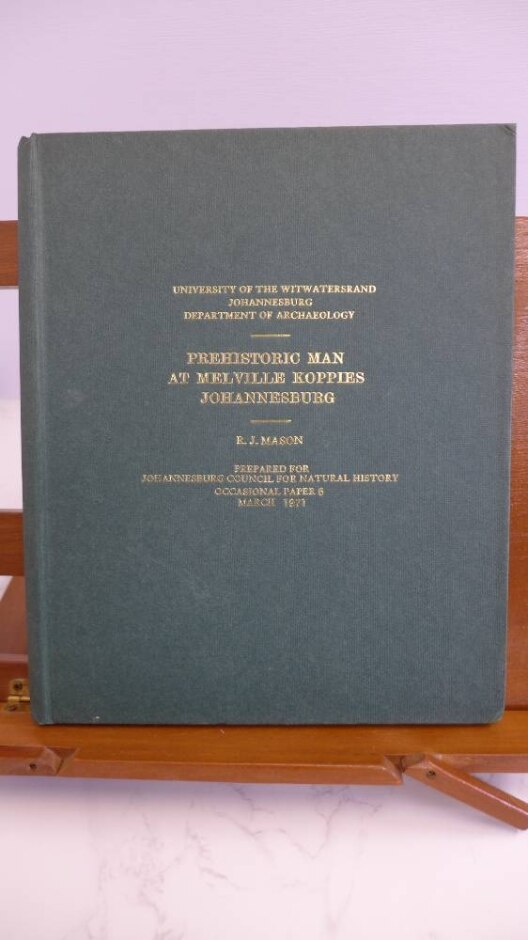 UNIVERSITY OF THE WITWATERSRAND
JOHANNESBURG
DEPARTMENT OF ARCHAEOLOGY
PREHISTORIC MAN
AT MELVILLE KOPPIES
JOHANNESBURG
R. J. MASON
PREPARED FOR
JOHANNESBURG COUNCIL FOR NATURAL HISTORY
OCCASIONAL PAPER 6
MARCH 1971